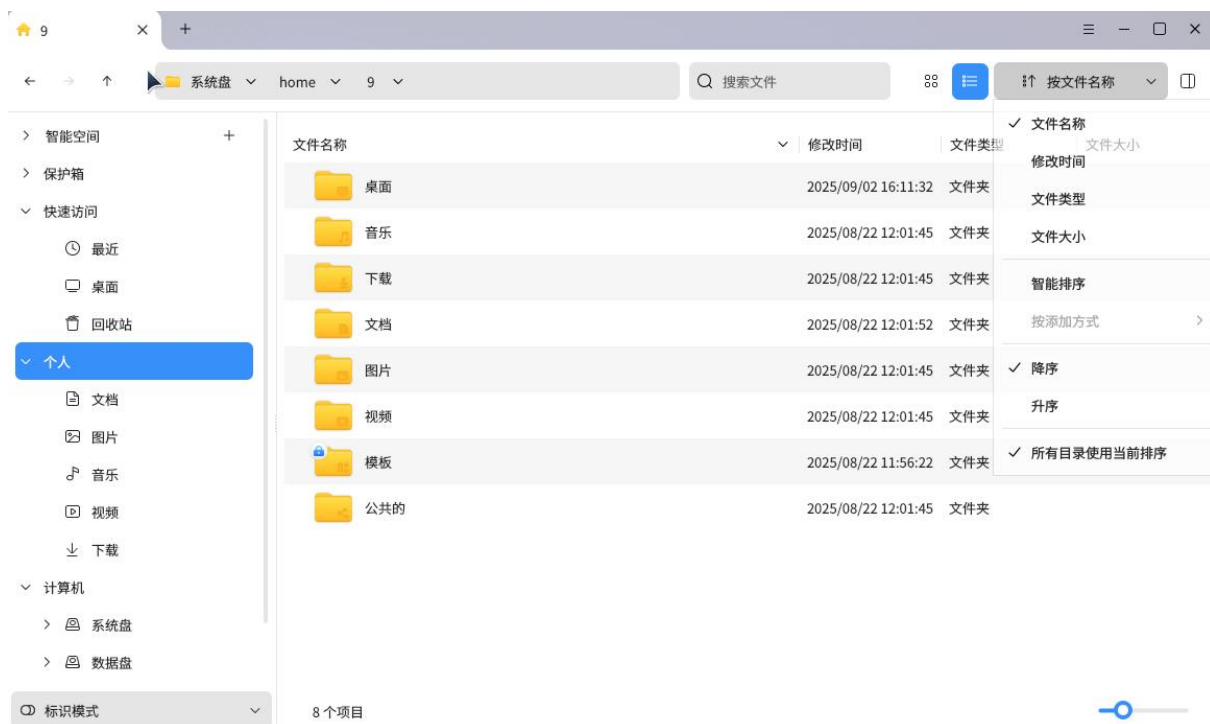 9
系统盘 home 9 搜索文件 按文件名称
智能空间
保护箱
快速访问
最近
桌面
回收站
个人
文档
图片
音乐
视频
下载
计算机
系统盘
数据盘
标识模式
文件名称 修改时间 文件类型 文件大小
桌面 2025/09/02 16:11:32 文件夹
音乐 2025/08/22 12:01:45 文件夹
下载 2025/08/22 12:01:45 文件夹
文档 2025/08/22 12:01:52 文件夹
图片 2025/08/22 12:01:45 文件夹
视频 2025/08/22 12:01:45 文件夹
模板 2025/08/22 11:56:22 文件夹
公共的 2025/08/22 12:01:45 文件夹
8个项目
文件名称
修改时间
文件类型
文件大小
智能排序
按添加方式
降序
升序
所有目录使用当前排序